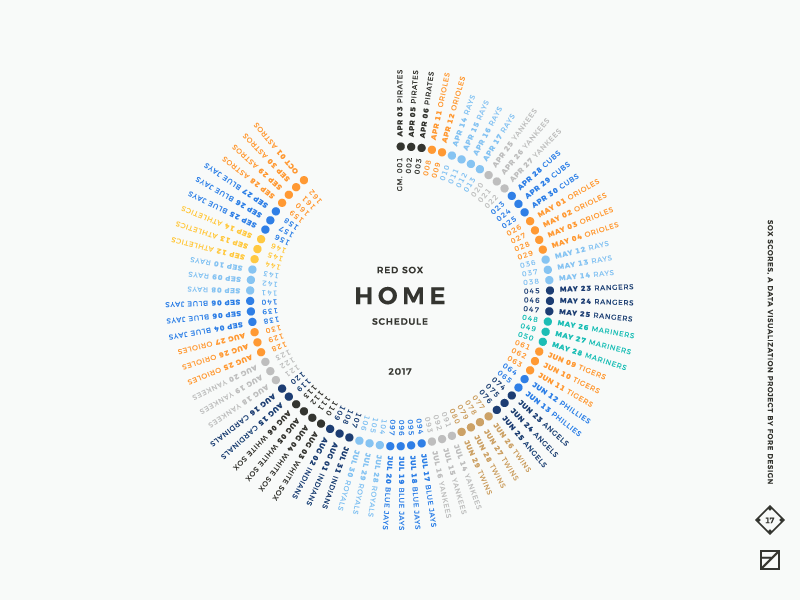 RED SOX
HOME
SCHEDULE
2017
GM. 001 APR 03 PIRATES
002 APR 05 PIRATES
003 APR 06 PIRATES
008 APR 11 ORIOLES
009 APR 12 ORIOLES
010 APR 14 RAYS
011 APR 15 RAYS
012 APR 16 RAYS
013 APR 17 RAYS
020 APR 25 YANKEES
021 APR 26 YANKEES
022 APR 27 YANKEES
023 APR 28 CUBS
024 APR 29 CUBS
025 APR 30 CUBS
026 MAY 01 ORIOLES
027 MAY 02 ORIOLES
028 MAY 03 ORIOLES
029 MAY 04 ORIOLES
036 MAY 12 RAYS
037 MAY 13 RAYS
038 MAY 14 RAYS
045 MAY 23 RANGERS
046 MAY 24 RANGERS
047 MAY 25 RANGERS
048 MAY 26 MARINERS
049 MAY 27 MARINERS
050 MAY 28 MARINERS
061 JUN 09 TIGERS
062 JUN 10 TIGERS
063 JUN 11 TIGERS
064 JUN 12 PHILLIES
065 JUN 13 PHILLIES
074 JUN 23 ANGELS
075 JUN 24 ANGELS
076 JUN 25 ANGELS
077 JUN 26 TWINS
078 JUN 27 TWINS
079 JUN 28 TWINS
080 JUN 29 TWINS
091 JUL 14 YANKEES
092 JUL 15 YANKEES
093 JUL 16 YANKEES
094 JUL 17 BLUE JAYS
095 JUL 18 BLUE JAYS
096 JUL 19 BLUE JAYS
097 JUL 20 BLUE JAYS
104 JUL 28 ROYALS
105 JUL 29 ROYALS
106 JUL 30 ROYALS
107 JUL 31 INDIANS
108 AUG 01 INDIANS
109 AUG 02 INDIANS
110 AUG 03 WHITE SOX
111 AUG 04 WHITE SOX
112 AUG 05 WHITE SOX
113 AUG 06 WHITE SOX
119 AUG 15 CARDINALS
120 AUG 16 CARDINALS
121 AUG 18 YANKEES
122 AUG 19 YANKEES
123 AUG 20 YANKEES
128 AUG 25 ORIOLES
129 AUG 26 ORIOLES
130 AUG 27 ORIOLES
138 SEP 04 BLUE JAYS
139 SEP 06 BLUE JAYS
140 SEP 06 BLUE JAYS
141 SEP 08 RAYS
142 SEP 09 RAYS
143 SEP 10 RAYS
144 SEP 12 ATHLETICS
145 SEP 13 ATHLETICS
146 SEP 14 ATHLETICS
156 SEP 25 BLUE JAYS
157 SEP 26 BLUE JAYS
158 SEP 27 BLUE JAYS
159 SEP 28 ASTROS
160 SEP 29 ASTROS
161 SEP 30 ASTROS
162 OCT 01 ASTROS
SOX SCORES, A DATA VISUALIZATION PROJECT BY FORE DESIGN
17